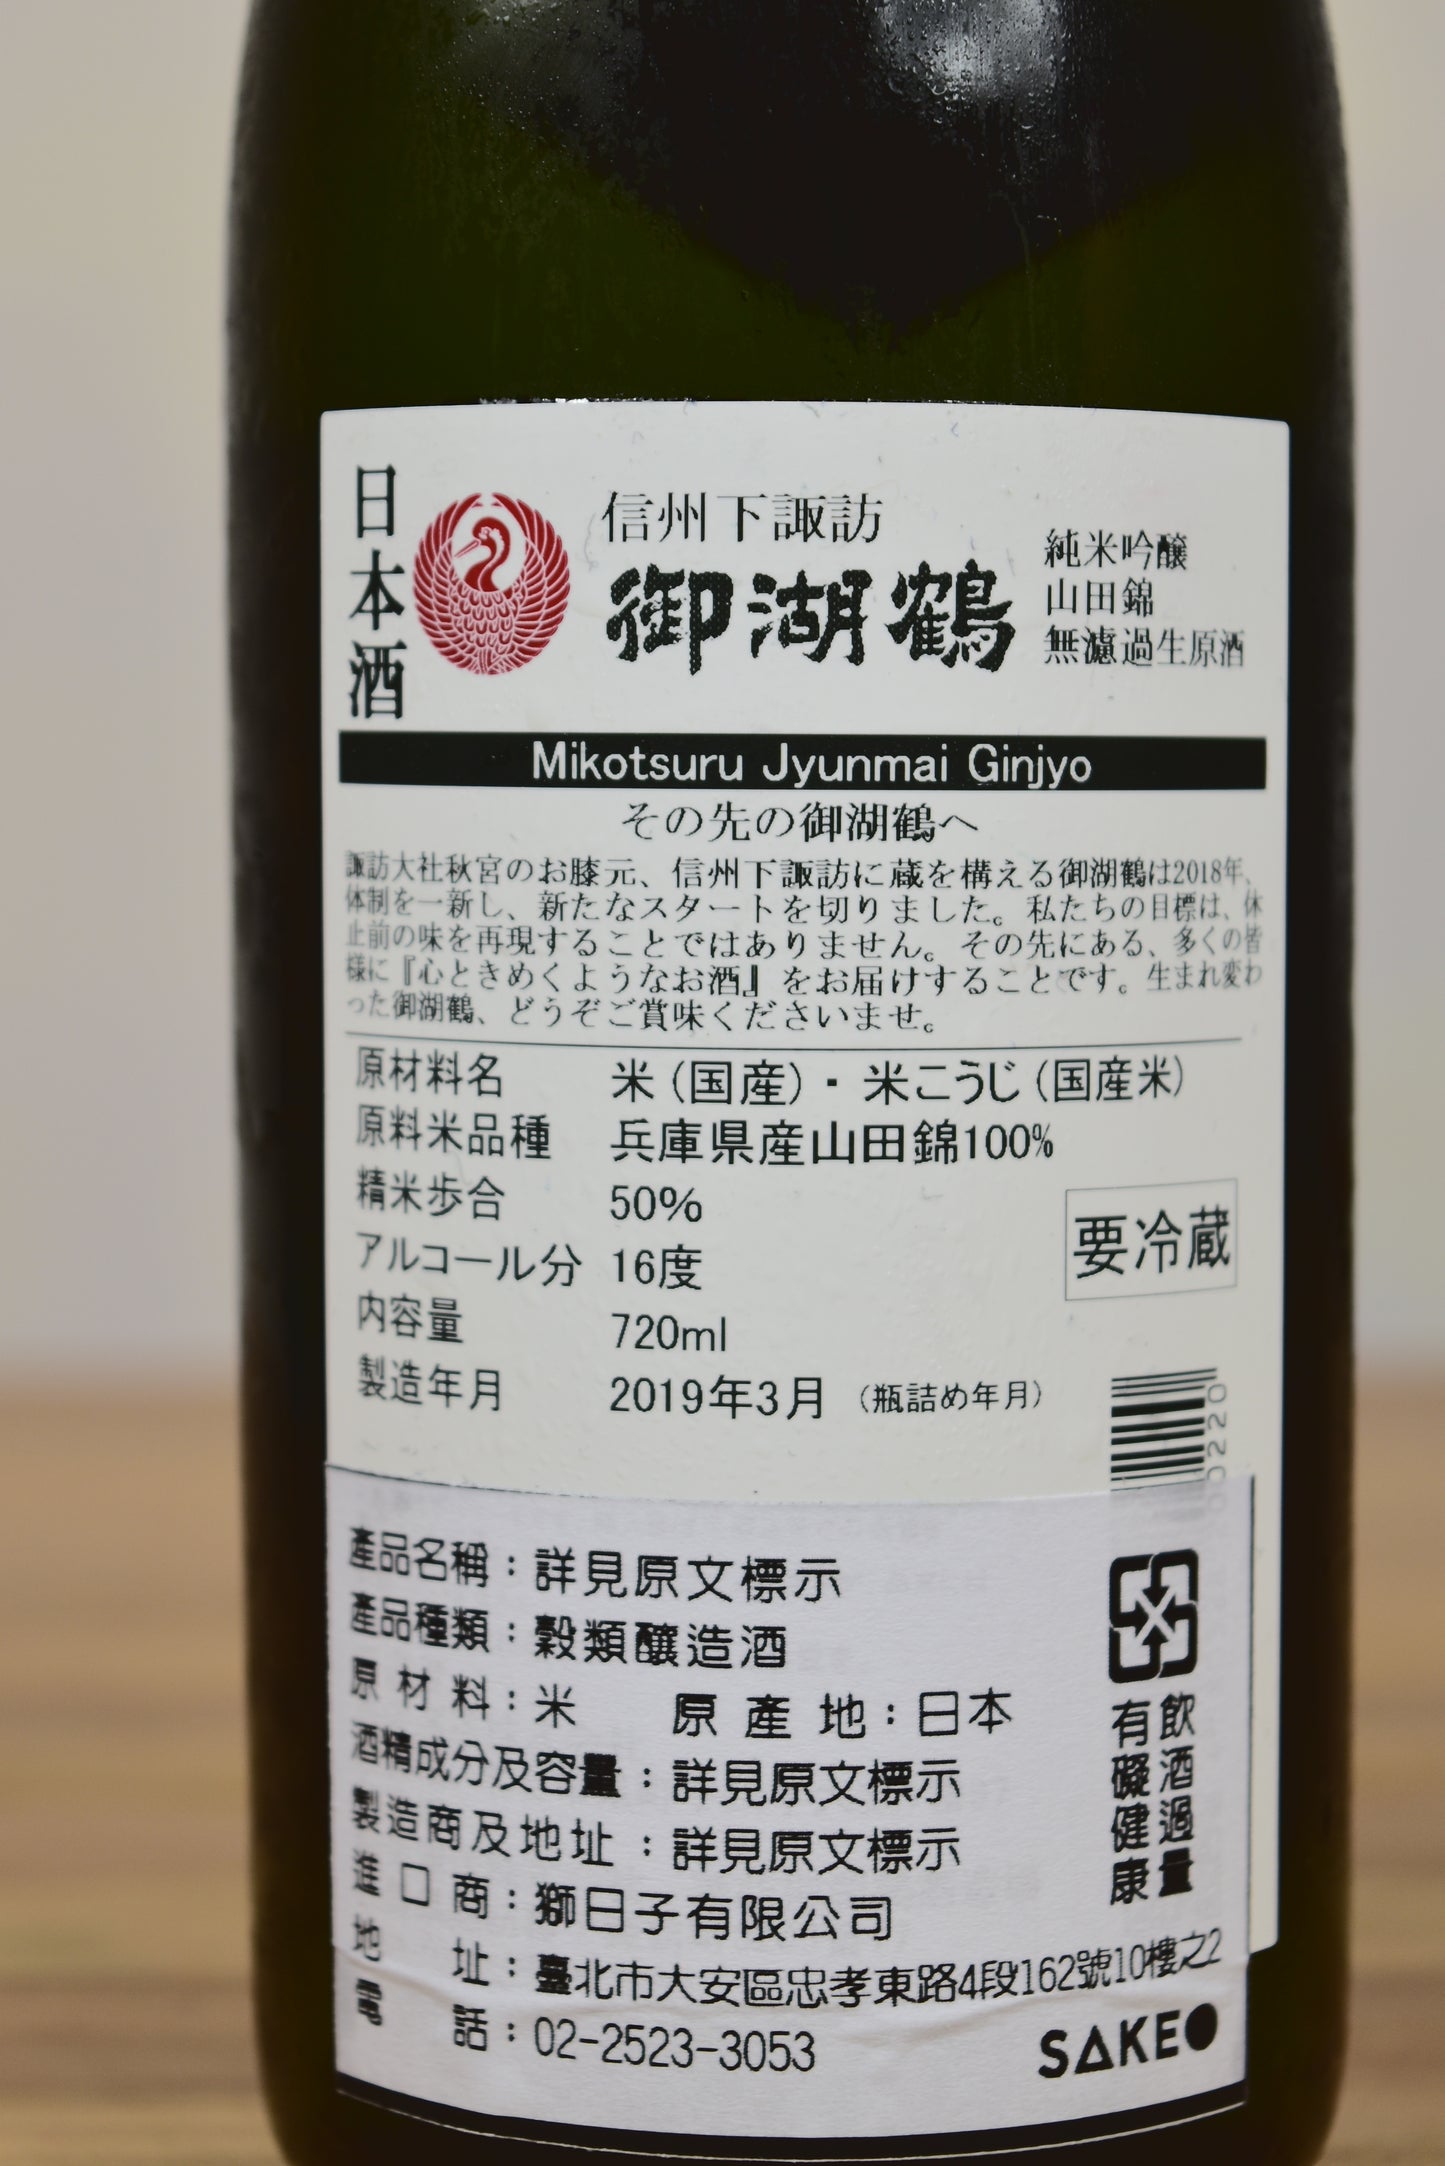 日本酒
信州下諏訪
御湖鶴
純米吟醸
山田錦
無濾過生原酒
Mikotsuru Jyunmai Ginjyo
その先の御湖鶴へ
諏訪大社秋宮のお膝元、信州下諏訪に蔵を構える御湖鶴は2018年、
体制を一新し、新たなスタートを切りました。私たちの目標は、休
止前の味を再現することではありません。その先にある、多くの皆
様に『心ときめくようなお酒』をお届けすることです。生まれ変わ
った御湖鶴、どうぞご賞味くださいませ。
原材料名 米(国産)・米こうじ(国産米)
原料米品種 兵庫県産山田錦100%
精米歩合 50%
アルコール分 16度
内容量 720ml
製造年月 2019年3月 (瓶詰め年月)
要冷蔵
產品名稱：詳見原文標示
產品種類：穀類釀造酒
原材料：米 原產地：日本
酒精成分及容量：詳見原文標示
製造商及地址：詳見原文標示
進口商：獅日子有限公司
地址：臺北市大安區忠孝東路4段162號10樓之2
電話：02-2523-3053
飲酒過量
有礙健康
SAKE